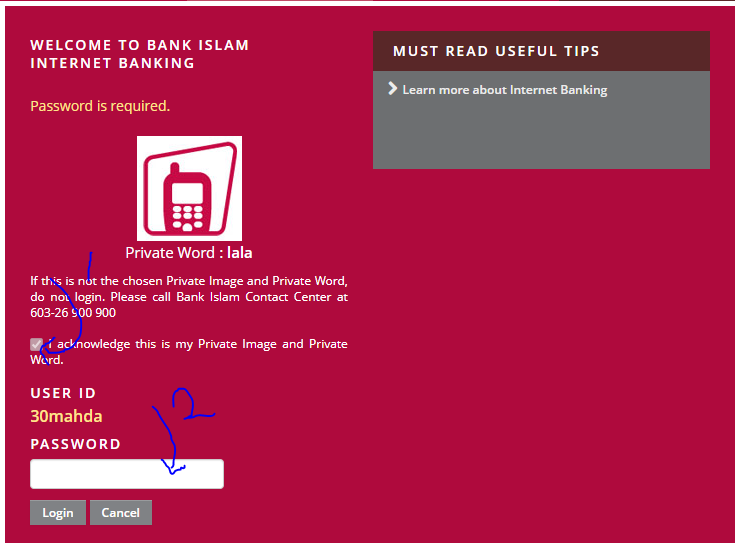 WELCOME TO BANK ISLAM
INTERNET BANKING
Password is required.
Private Word : lala
If this is not the chosen Private Image and Private Word,
do not login. Please call Bank Islam Contact Center at
603-26 900 900
I acknowledge this is my Private Image and Private
Word.
USER ID
30mahda
PASSWORD
Login Cancel
MUST READ USEFUL TIPS
Learn more about Internet Banking
1
2